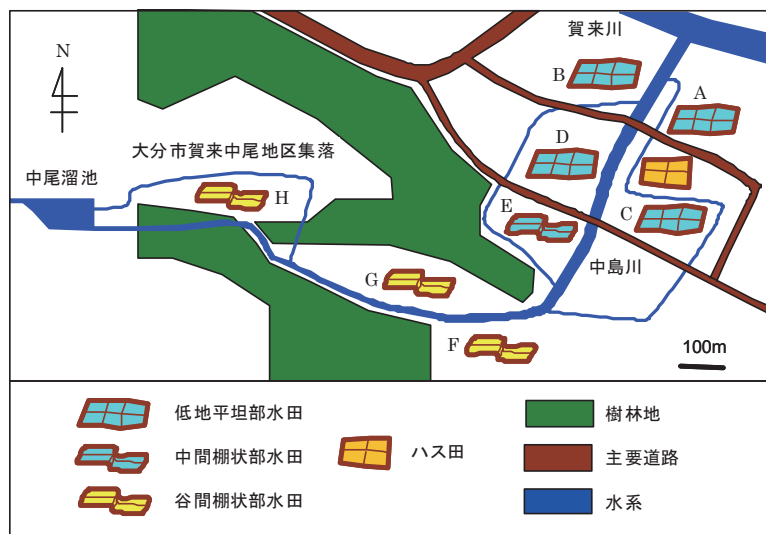 賀来川
N
B
A
大分市賀来中尾地区集落
D
中尾溜池
H
C
E
中島川
G
F
100m
低地平坦部水田
樹林地
中間棚状部水田
ハス田
主要道路
谷間棚状部水田
水系